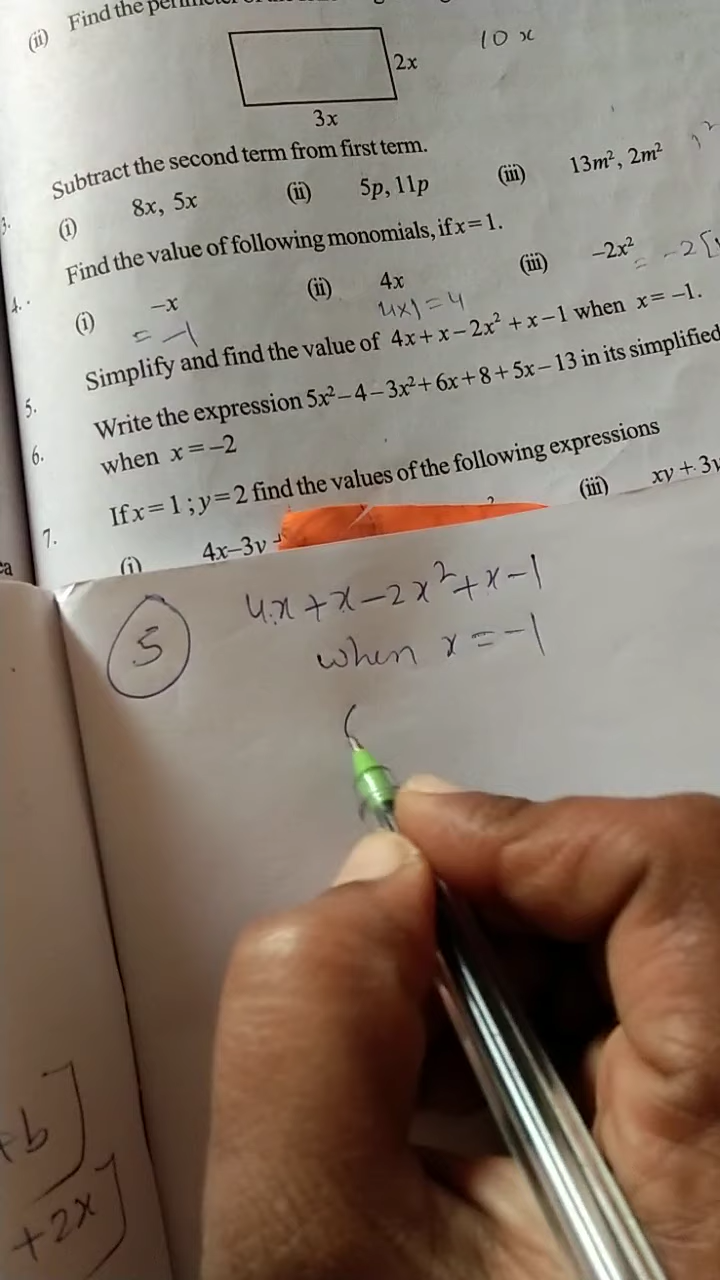 (ii) Find the
2x
10 x
3x
3. Subtract the second term from first term.
(i) 8x, 5x (ii) 5p, 11p (iii) 13m², 2m²
4. Find the value of following monomials, if x=1.
(i) –x (ii) 4x (iii) –2x² = -2[
= -1 4x1=4
5. Simplify and find the value of 4x+x–2x²+x–1 when x=–1.
6. Write the expression 5x²–4–3x²+6x+8+5x–13 in its simplified
when x=–2
7. If x=1; y=2 find the values of the following expressions
(i) 4x–3y (iii) xy+3y
5 4x+x-2x²+x-1
when x=-1
(
+b]
+2x]